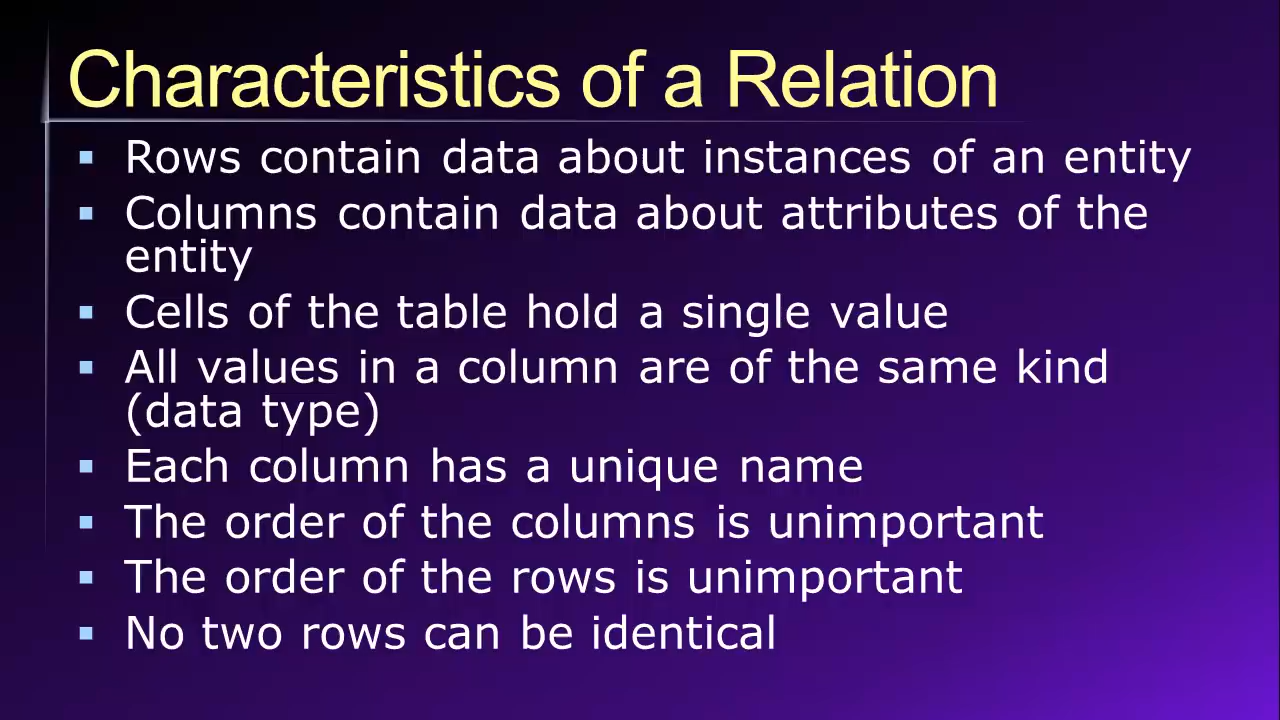 Characteristics of a Relation
▪ Rows contain data about instances of an entity
▪ Columns contain data about attributes of the
entity
▪ Cells of the table hold a single value
▪ All values in a column are of the same kind
(data type)
▪ Each column has a unique name
▪ The order of the columns is unimportant
▪ The order of the rows is unimportant
▪ No two rows can be identical